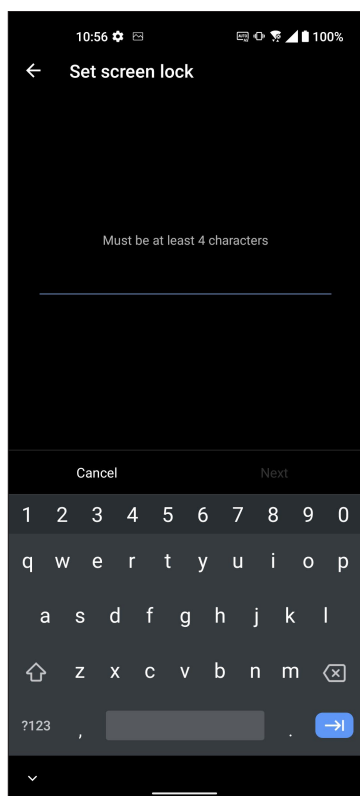 10:56 100%
Set screen lock
Must be at least 4 characters
Cancel Next
1 2 3 4 5 6 7 8 9 0
q w e r t y u i o p
a s d f g h j k l
z x c v b n m
?123 , .